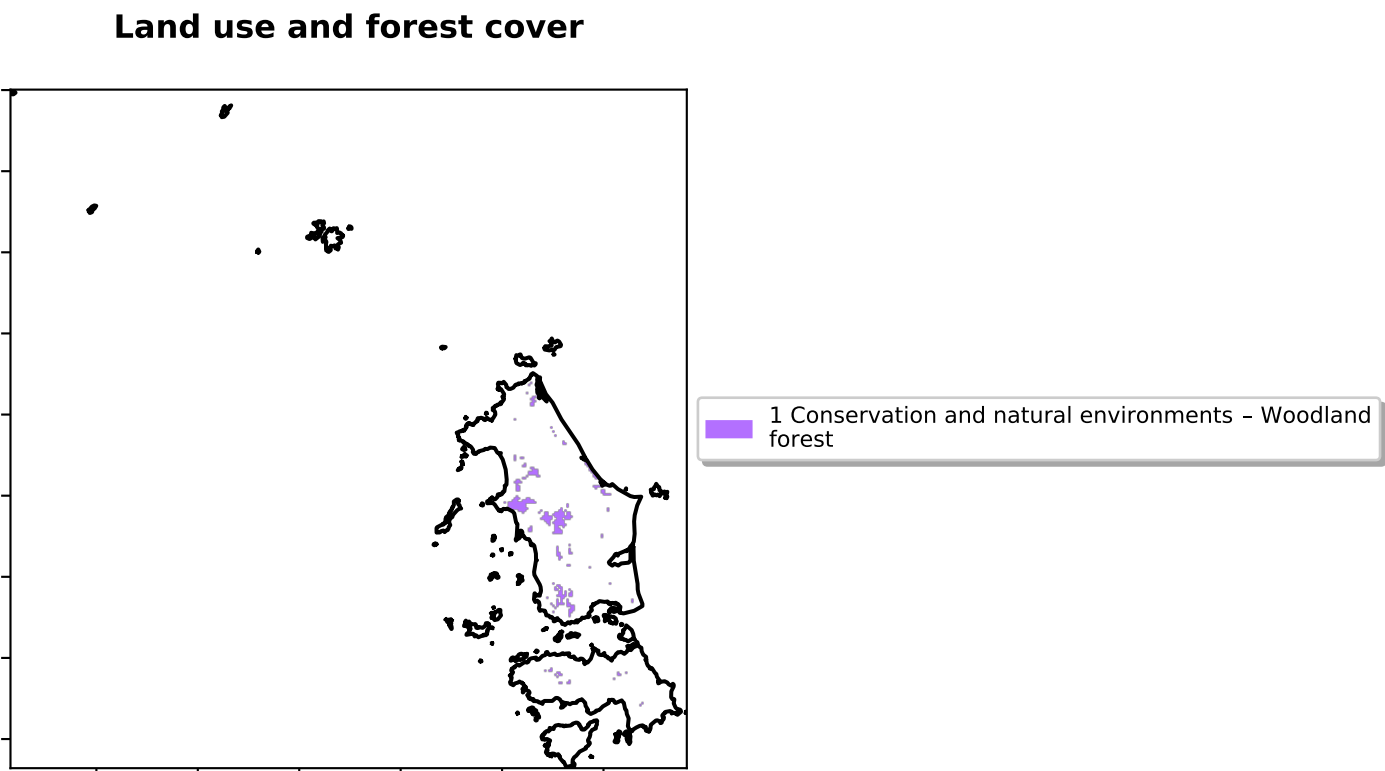 Land use and forest cover
1 Conservation and natural environments – Woodland
forest